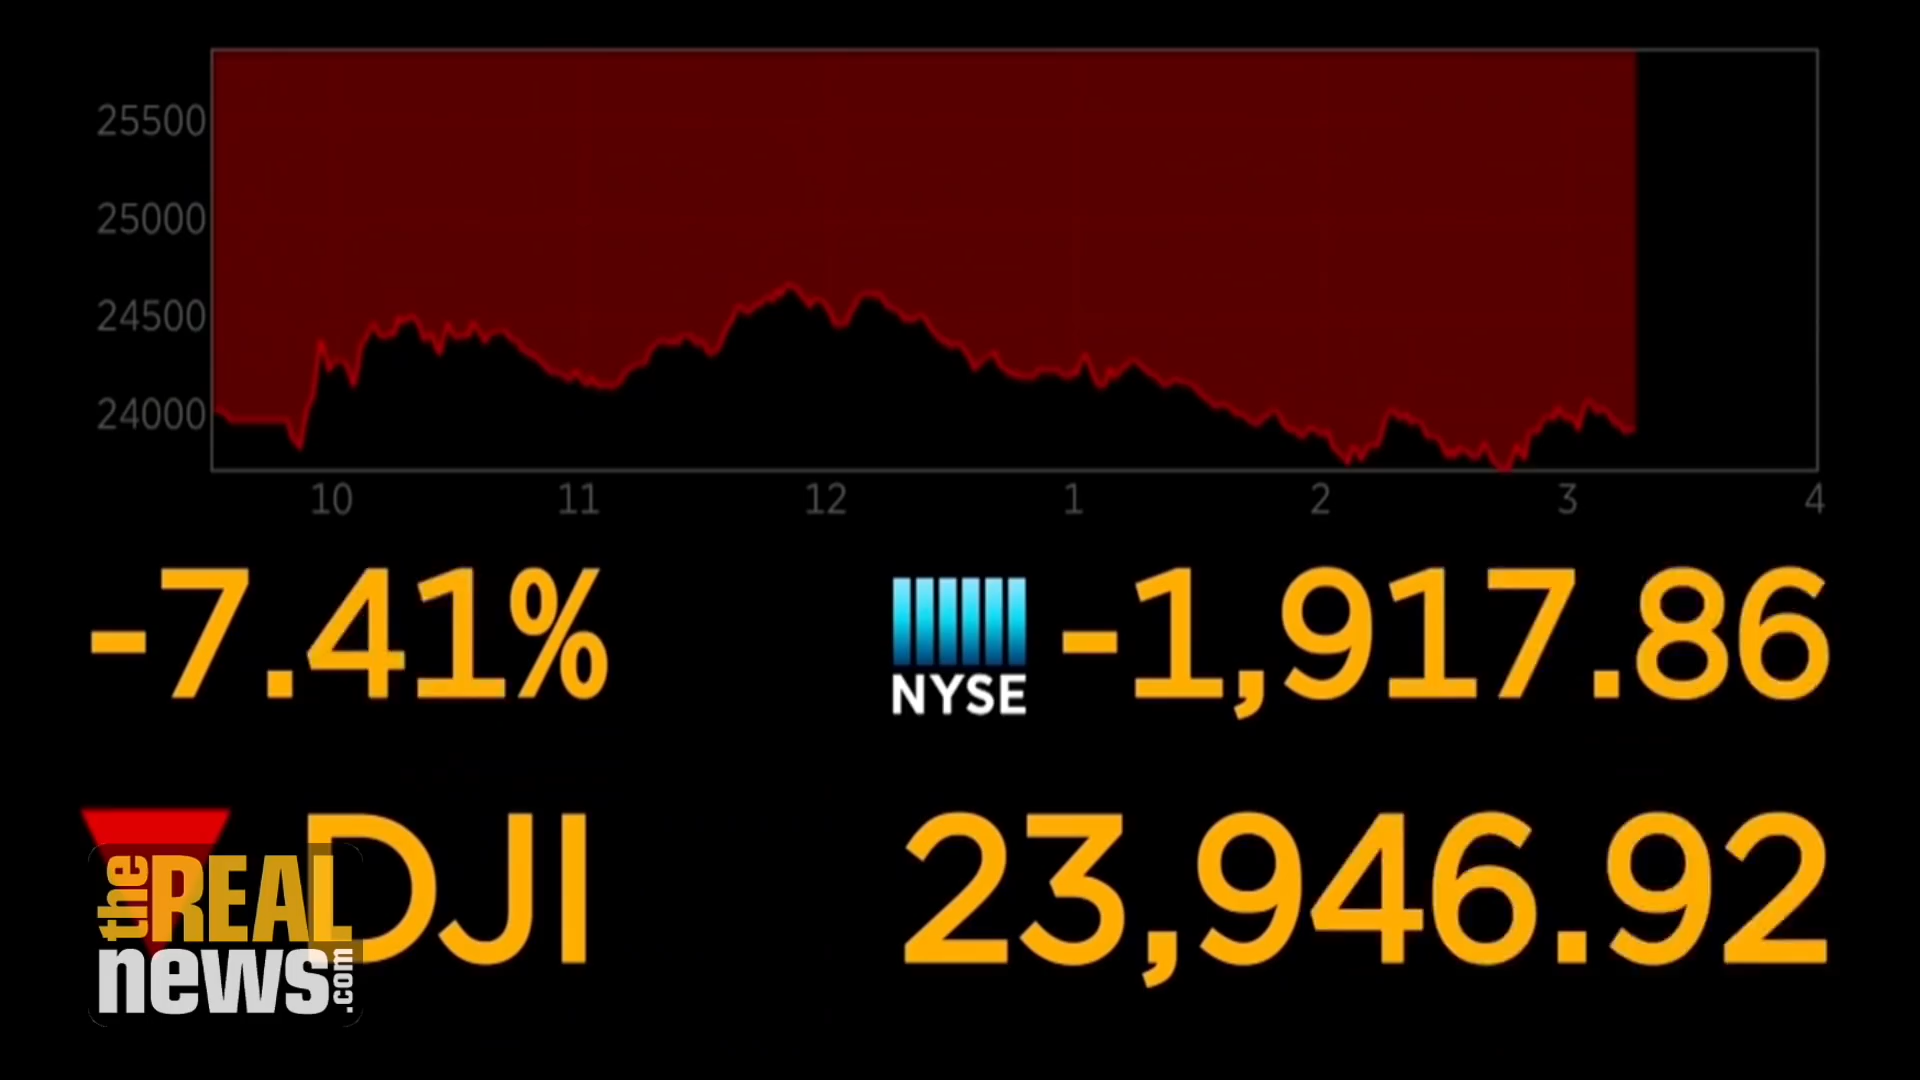 25500
25000
24500
24000
10 11 12 1 2 3 4
-7.41% NYSE -1,917.86
DJI 23,946.92
the REAL
news.com